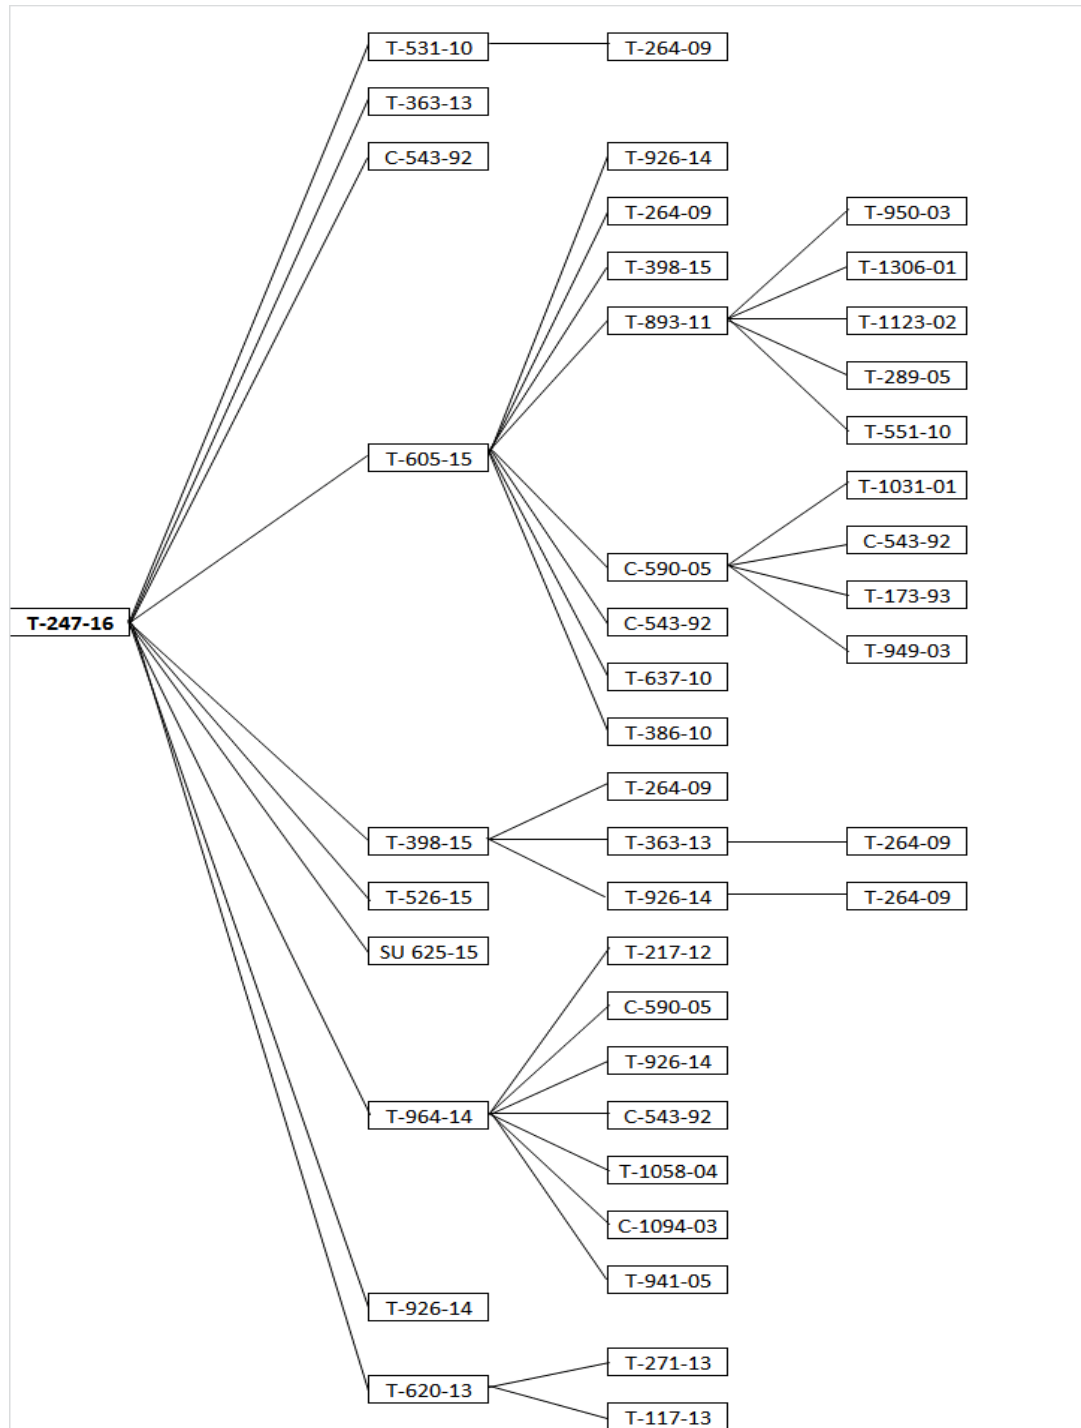 T-531-10 T-264-09
T-363-13
C-543-92 T-926-14
T-264-09 T-950-03
T-398-15 T-1306-01
T-893-11 T-1123-02
T-289-05
T-551-10
T-605-15
T-1031-01
C-543-92
C-590-05
T-173-93
T-247-16 C-543-92
T-949-03
T-637-10
T-386-10
T-264-09
T-398-15 T-363-13 T-264-09
T-526-15 T-926-14 T-264-09
SU 625-15 T-217-12
C-590-05
T-926-14
T-964-14 C-543-92
T-1058-04
C-1094-03
T-941-05
T-926-14
T-271-13
T-620-13
T-117-13